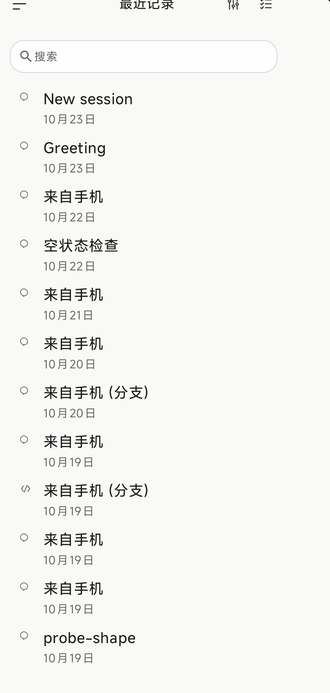 最近记录
搜索
New session
10月23日
Greeting
10月23日
来自手机
10月22日
空状态检查
10月22日
来自手机
10月21日
来自手机
10月20日
来自手机 (分支)
10月20日
来自手机
10月19日
来自手机 (分支)
10月19日
来自手机
10月19日
来自手机
10月19日
probe-shape
10月19日